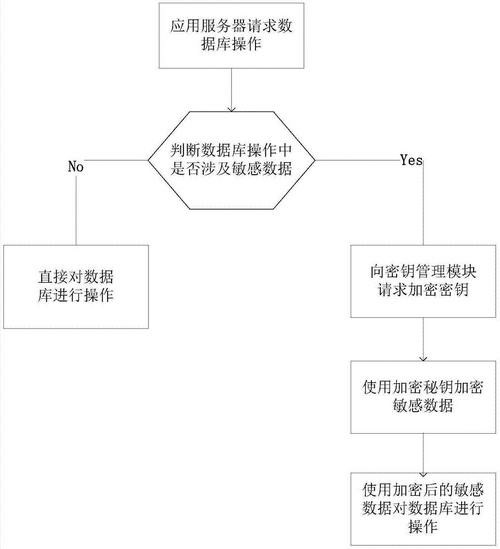 应用服务器请求数
据库操作
判断数据库操作中
是否涉及敏感数据
No
Yes
直接对数据
库进行操作
向密钥管理模块
请求加密密钥
使用加密秘钥加密
敏感数据
使用加密后的敏感
数据对数据库进行
操作